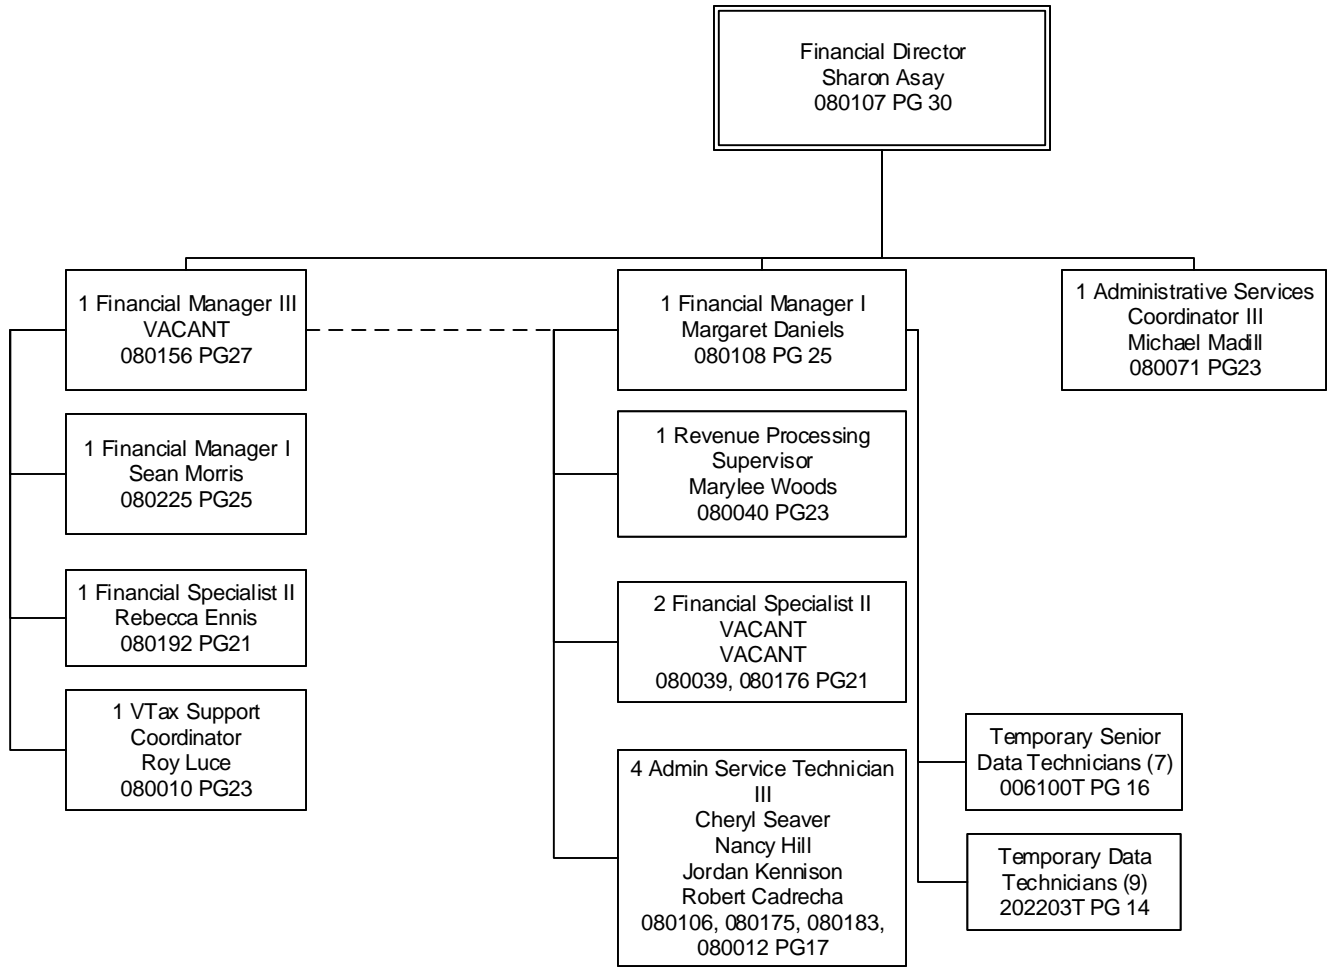 Financial Director
Sharon Asay
080107 PG 30
1 Financial Manager III
VACANT
080156 PG27
1 Financial Manager I
Margaret Daniels
080108 PG 25
1 Administrative Services
Coordinator III
Michael Madill
080071 PG23
1 Financial Manager I
Sean Morris
080225 PG25
1 Revenue Processing
Supervisor
Marylee Woods
080040 PG23
1 Financial Specialist II
Rebecca Ennis
080192 PG21
2 Financial Specialist II
VACANT
VACANT
080039, 080176 PG21
1 VTax Support
Coordinator
Roy Luce
080010 PG23
4 Admin Service Technician
III
Cheryl Seaver
Nancy Hill
Jordan Kennison
Robert Cadrecha
080106, 080175, 080183,
080012 PG17
Temporary Senior
Data Technicians (7)
006100T PG 16
Temporary Data
Technicians (9)
202203T PG 14